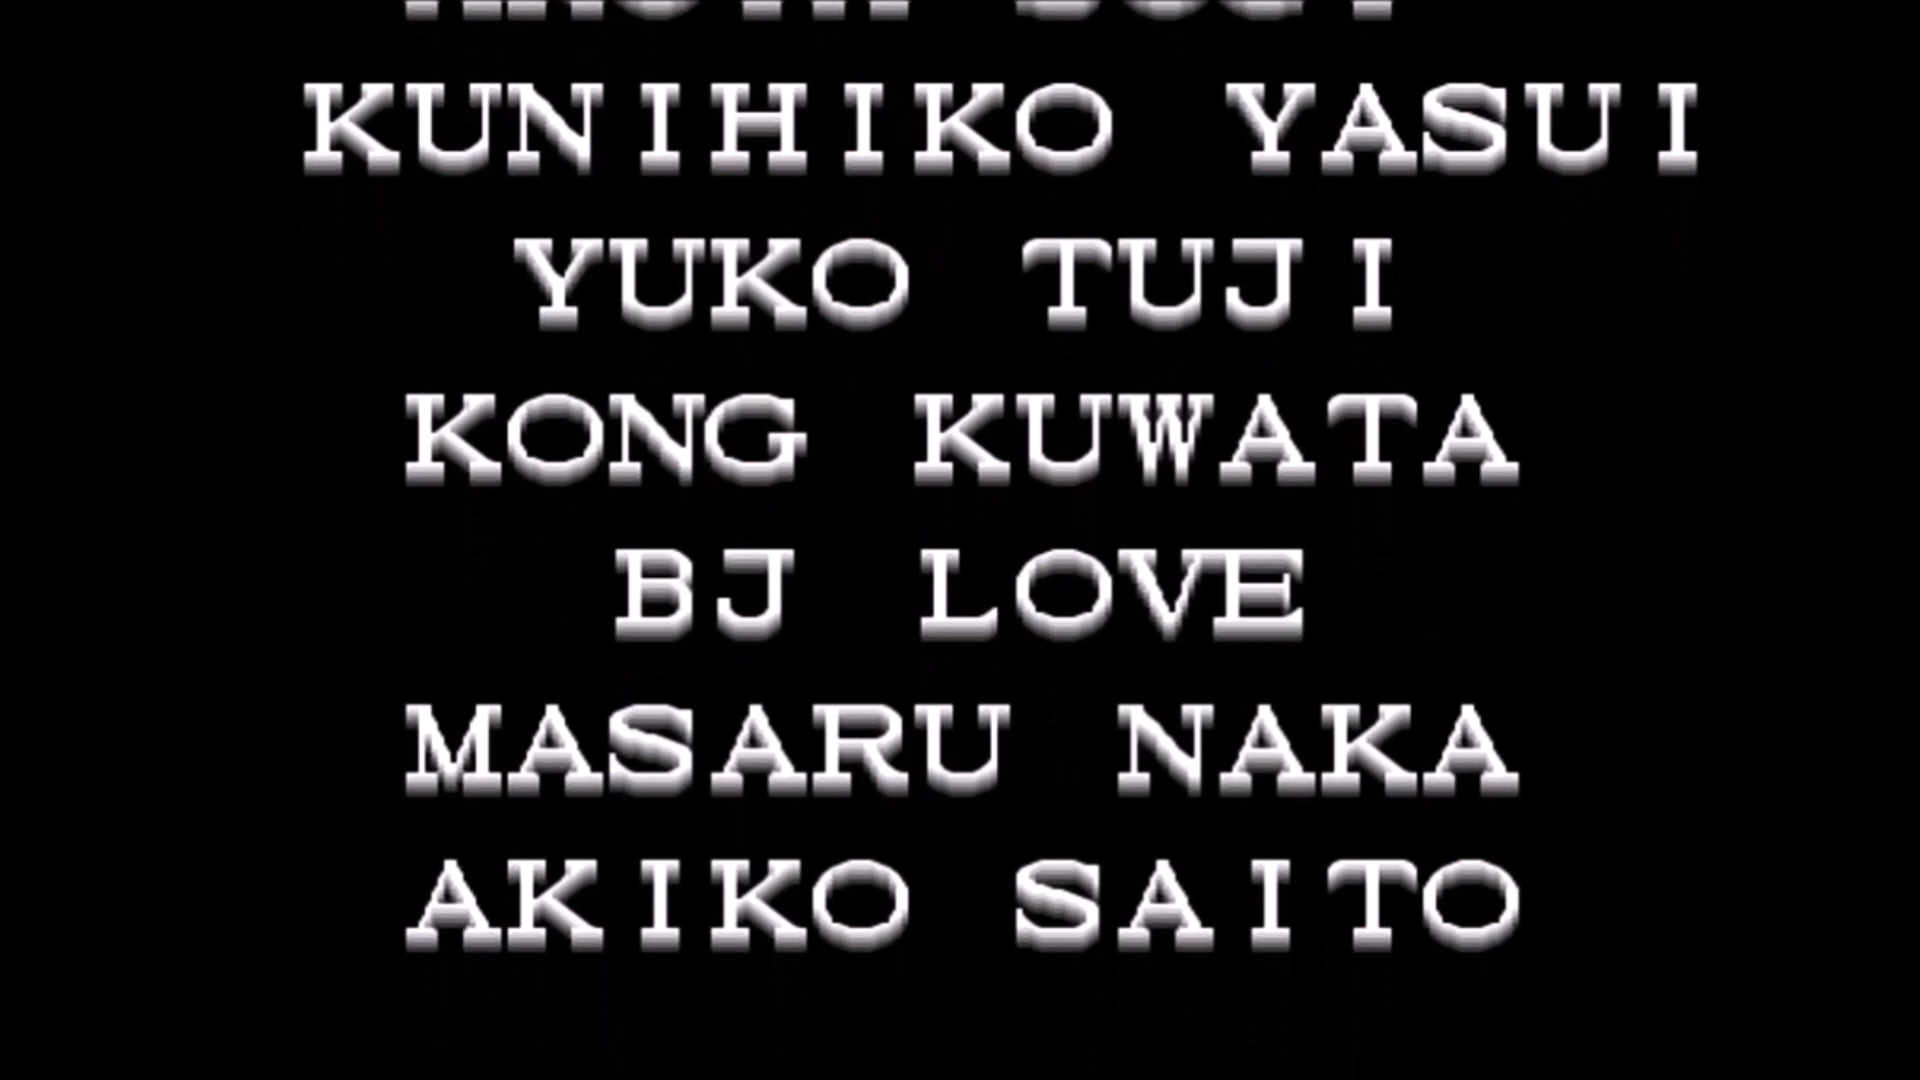 KUNIHIKO YASUI
YUKO TUJI
KONG KUWATA
BJ LOVE
MASARU NAKA
AKIKO SAITO